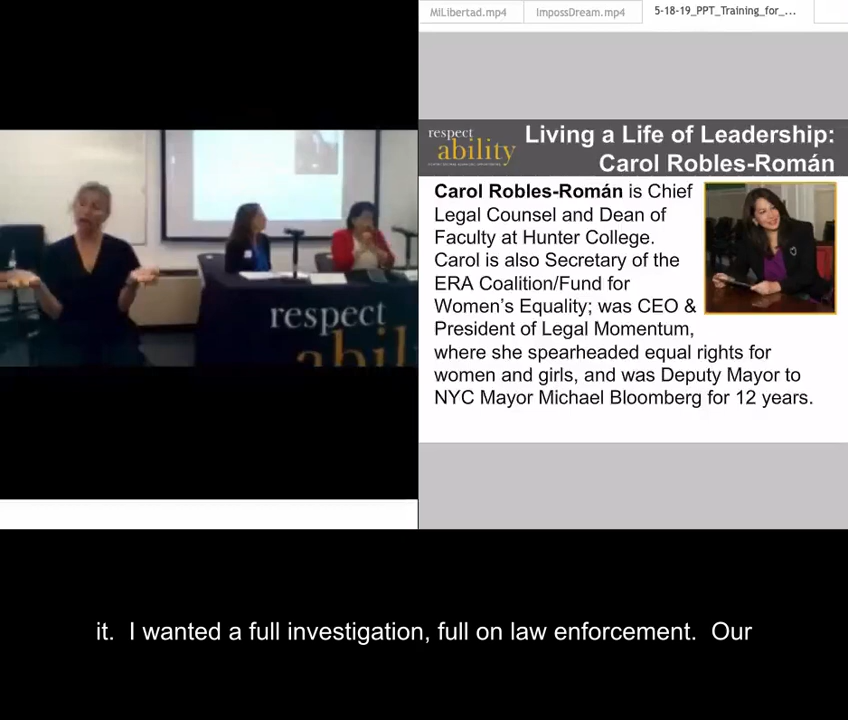 MiLibertad.mp4
ImpossDream.mp4
5-18-19_PPT_Training_for_...
respect
ability
Living a Life of Leadership:
Carol Robles-Román
Carol Robles-Román is Chief
Legal Counsel and Dean of
Faculty at Hunter College.
Carol is also Secretary of the
ERA Coalition/Fund for
Women's Equality; was CEO &
President of Legal Momentum,
where she spearheaded equal rights for
women and girls, and was Deputy Mayor to
NYC Mayor Michael Bloomberg for 12 years.
respect
abil
it.  I wanted a full investigation, full on law enforcement.  Our